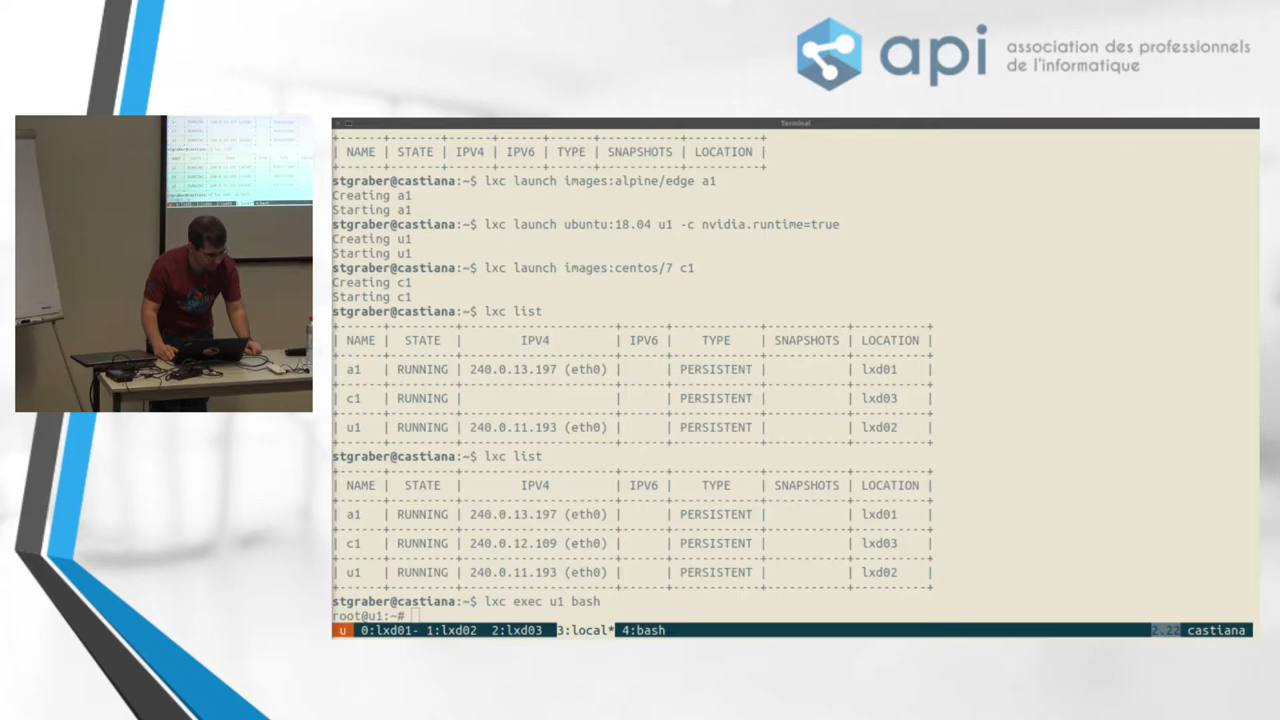 api
association des professionnels
de l'informatique
Terminal
+------+-------+------+------+------+-----------+----------+
| NAME | STATE | IPV4 | IPV6 | TYPE | SNAPSHOTS | LOCATION |
+------+-------+------+------+------+-----------+----------+
stgraber@castiana:~$ lxc launch images:alpine/edge a1
Creating a1
Starting a1
stgraber@castiana:~$ lxc launch ubuntu:18.04 u1 -c nvidia.runtime=true
Creating u1
Starting u1
stgraber@castiana:~$ lxc launch images:centos/7 c1
Creating c1
Starting c1
stgraber@castiana:~$ lxc list
+------+---------+---------------------+------+------------+-----------+----------+
| NAME |  STATE  |        IPV4         | IPV6 |    TYPE    | SNAPSHOTS | LOCATION |
+------+---------+---------------------+------+------------+-----------+----------+
| a1   | RUNNING | 240.0.13.197 (eth0) |      | PERSISTENT |           | lxd01    |
+------+---------+---------------------+------+------------+-----------+----------+
| c1   | RUNNING |                     |      | PERSISTENT |           | lxd03    |
+------+---------+---------------------+------+------------+-----------+----------+
| u1   | RUNNING | 240.0.11.193 (eth0) |      | PERSISTENT |           | lxd02    |
+------+---------+---------------------+------+------------+-----------+----------+
stgraber@castiana:~$ lxc list
+------+---------+---------------------+------+------------+-----------+----------+
| NAME |  STATE  |        IPV4         | IPV6 |    TYPE    | SNAPSHOTS | LOCATION |
+------+---------+---------------------+------+------------+-----------+----------+
| a1   | RUNNING | 240.0.13.197 (eth0) |      | PERSISTENT |           | lxd01    |
+------+---------+---------------------+------+------------+-----------+----------+
| c1   | RUNNING | 240.0.12.109 (eth0) |      | PERSISTENT |           | lxd03    |
+------+---------+---------------------+------+------------+-----------+----------+
| u1   | RUNNING | 240.0.11.193 (eth0) |      | PERSISTENT |           | lxd02    |
+------+---------+---------------------+------+------------+-----------+----------+
stgraber@castiana:~$ lxc exec u1 bash
root@u1:~#
u 0:lxd01- 1:lxd02 2:lxd03 3:local* 4:bash 2.22 castiana